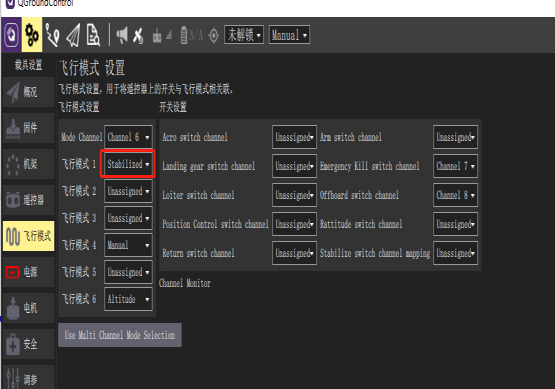 QGroundControl
N/A 未解锁 Manual
载具设置
飞行模式 设置
概况
飞行模式设置，用于将遥控器上的开关与飞行模式相关联。
飞行模式设置 开关设置
固件
Mode Channel Channel 6 Acro switch channel Unassigned Arm switch channel Unassigned
机架
飞行模式 1 Stabilized Landing gear switch channel Unassigned Emergency Kill switch channel Channel 7
遥控器
飞行模式 2 Unassigned Loiter switch channel Unassigned Offboard switch channel Channel 8
飞行模式
飞行模式 3 Unassigned Position Control switch channel Unassigned Rattitude switch channel Unassigned
飞行模式 4 Manual Return switch channel Unassigned Stabilize switch channel mapping Unassigned
电源
飞行模式 5 Unassigned
Channel Monitor
电机
飞行模式 6 Altitude
安全
Use Multi Channel Mode Selection
调参